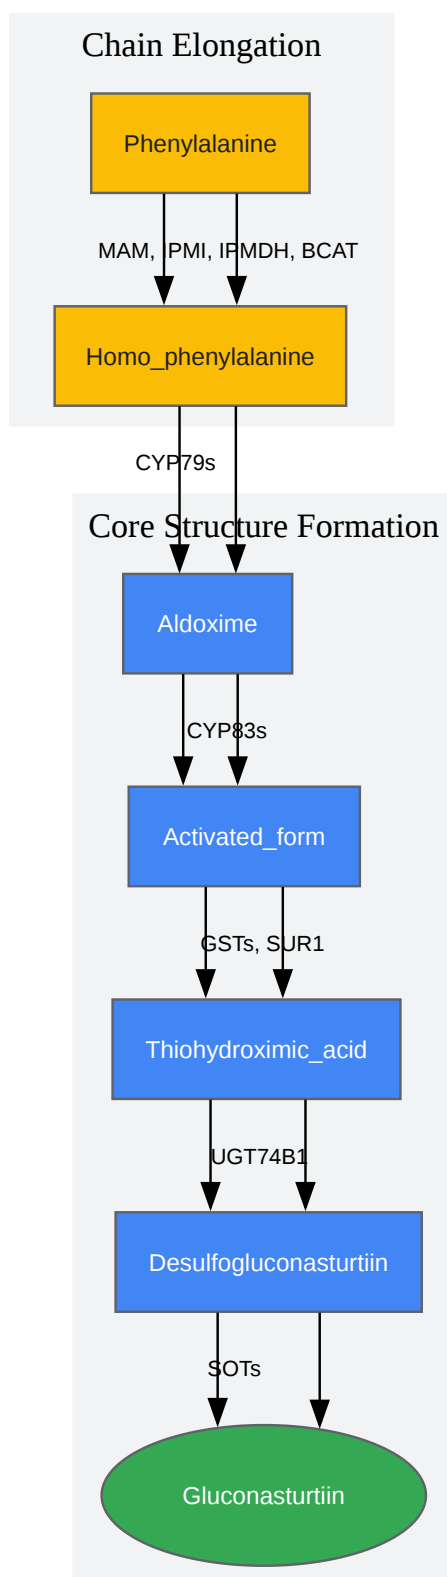 Chain Elongation
Phenylalanine
MAM, IPMI, IPMDH, BCAT
Homo_phenylalanine
CYP79s
Core Structure Formation
Aldoxime
CYP83s
Activated_form
GSTs, SUR1
Thiohydroximic_acid
UGT74B1
Desulfogluconasturtiin
SOTs
Gluconasturtiin